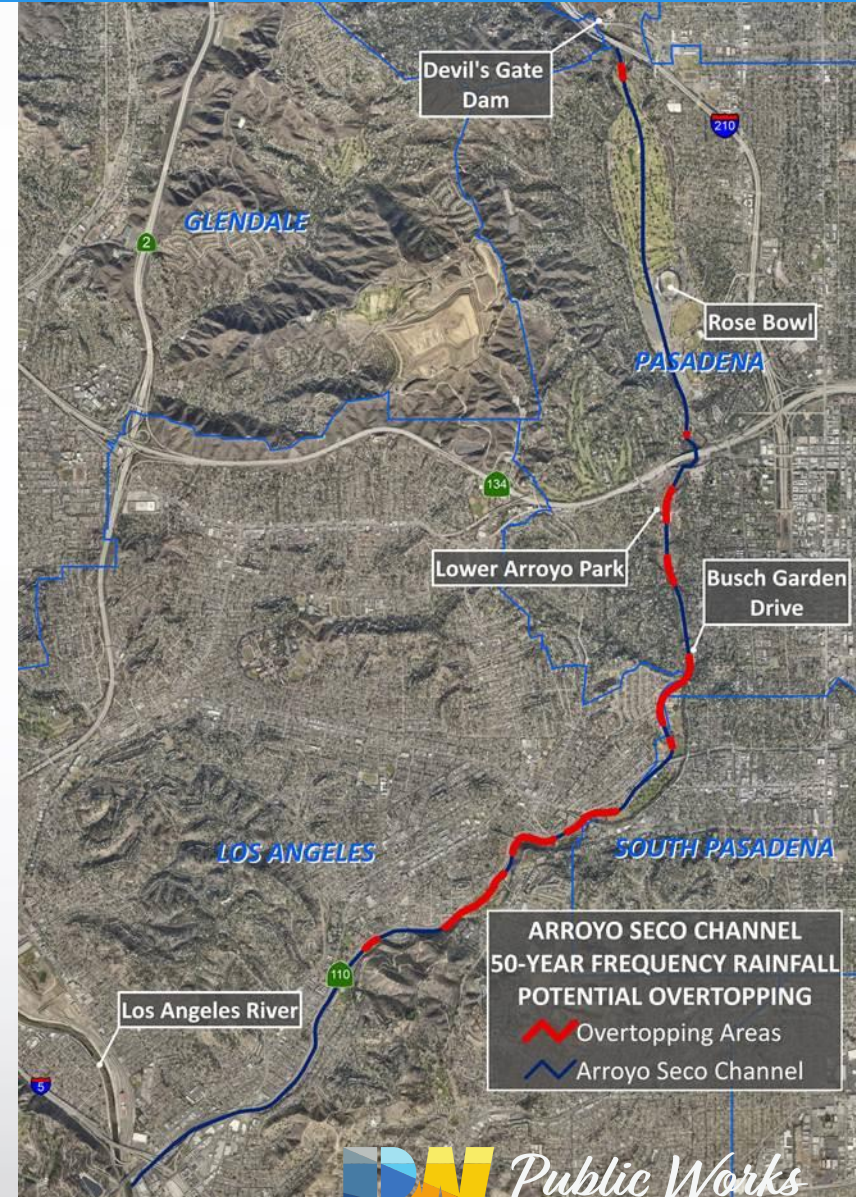 Devil's Gate
Dam
210
GLENDALE
2
Rose Bowl
PASADENA
134
Lower Arroyo Park
Busch Garden
Drive
LOS ANGELES
SOUTH PASADENA
ARROYO SECO CHANNEL
50-YEAR FREQUENCY RAINFALL
POTENTIAL OVERTOPPING
Overtopping Areas
Arroyo Seco Channel
110
Los Angeles River
5
Public Works